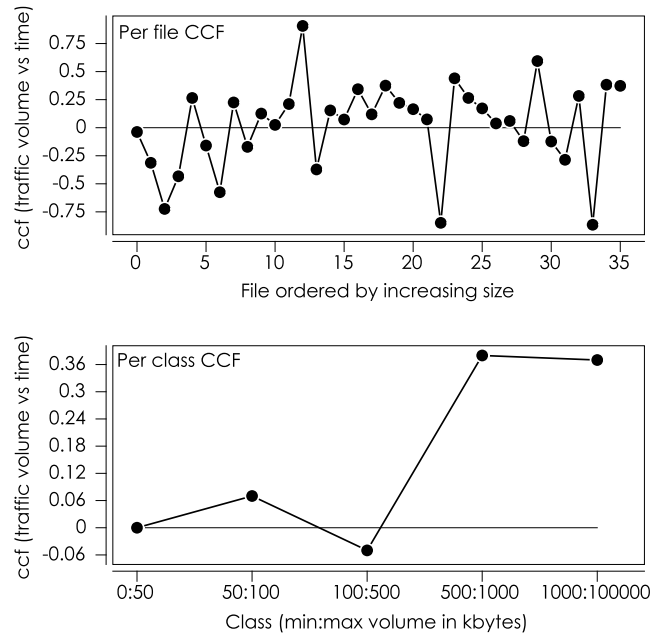 Per file CCF
0.75
0.5
0.25
0
-0.25
-0.5
-0.75
ccf (traffic volume vs time)
0 5 10 15 20 25 30 35
File ordered by increasing size
Per class CCF
0.36
0.3
0.24
0.18
0.12
0.06
0
-0.06
ccf (traffic volume vs time)
0:50 50:100 100:500 500:1000 1000:100000
Class (min:max volume in kbytes)